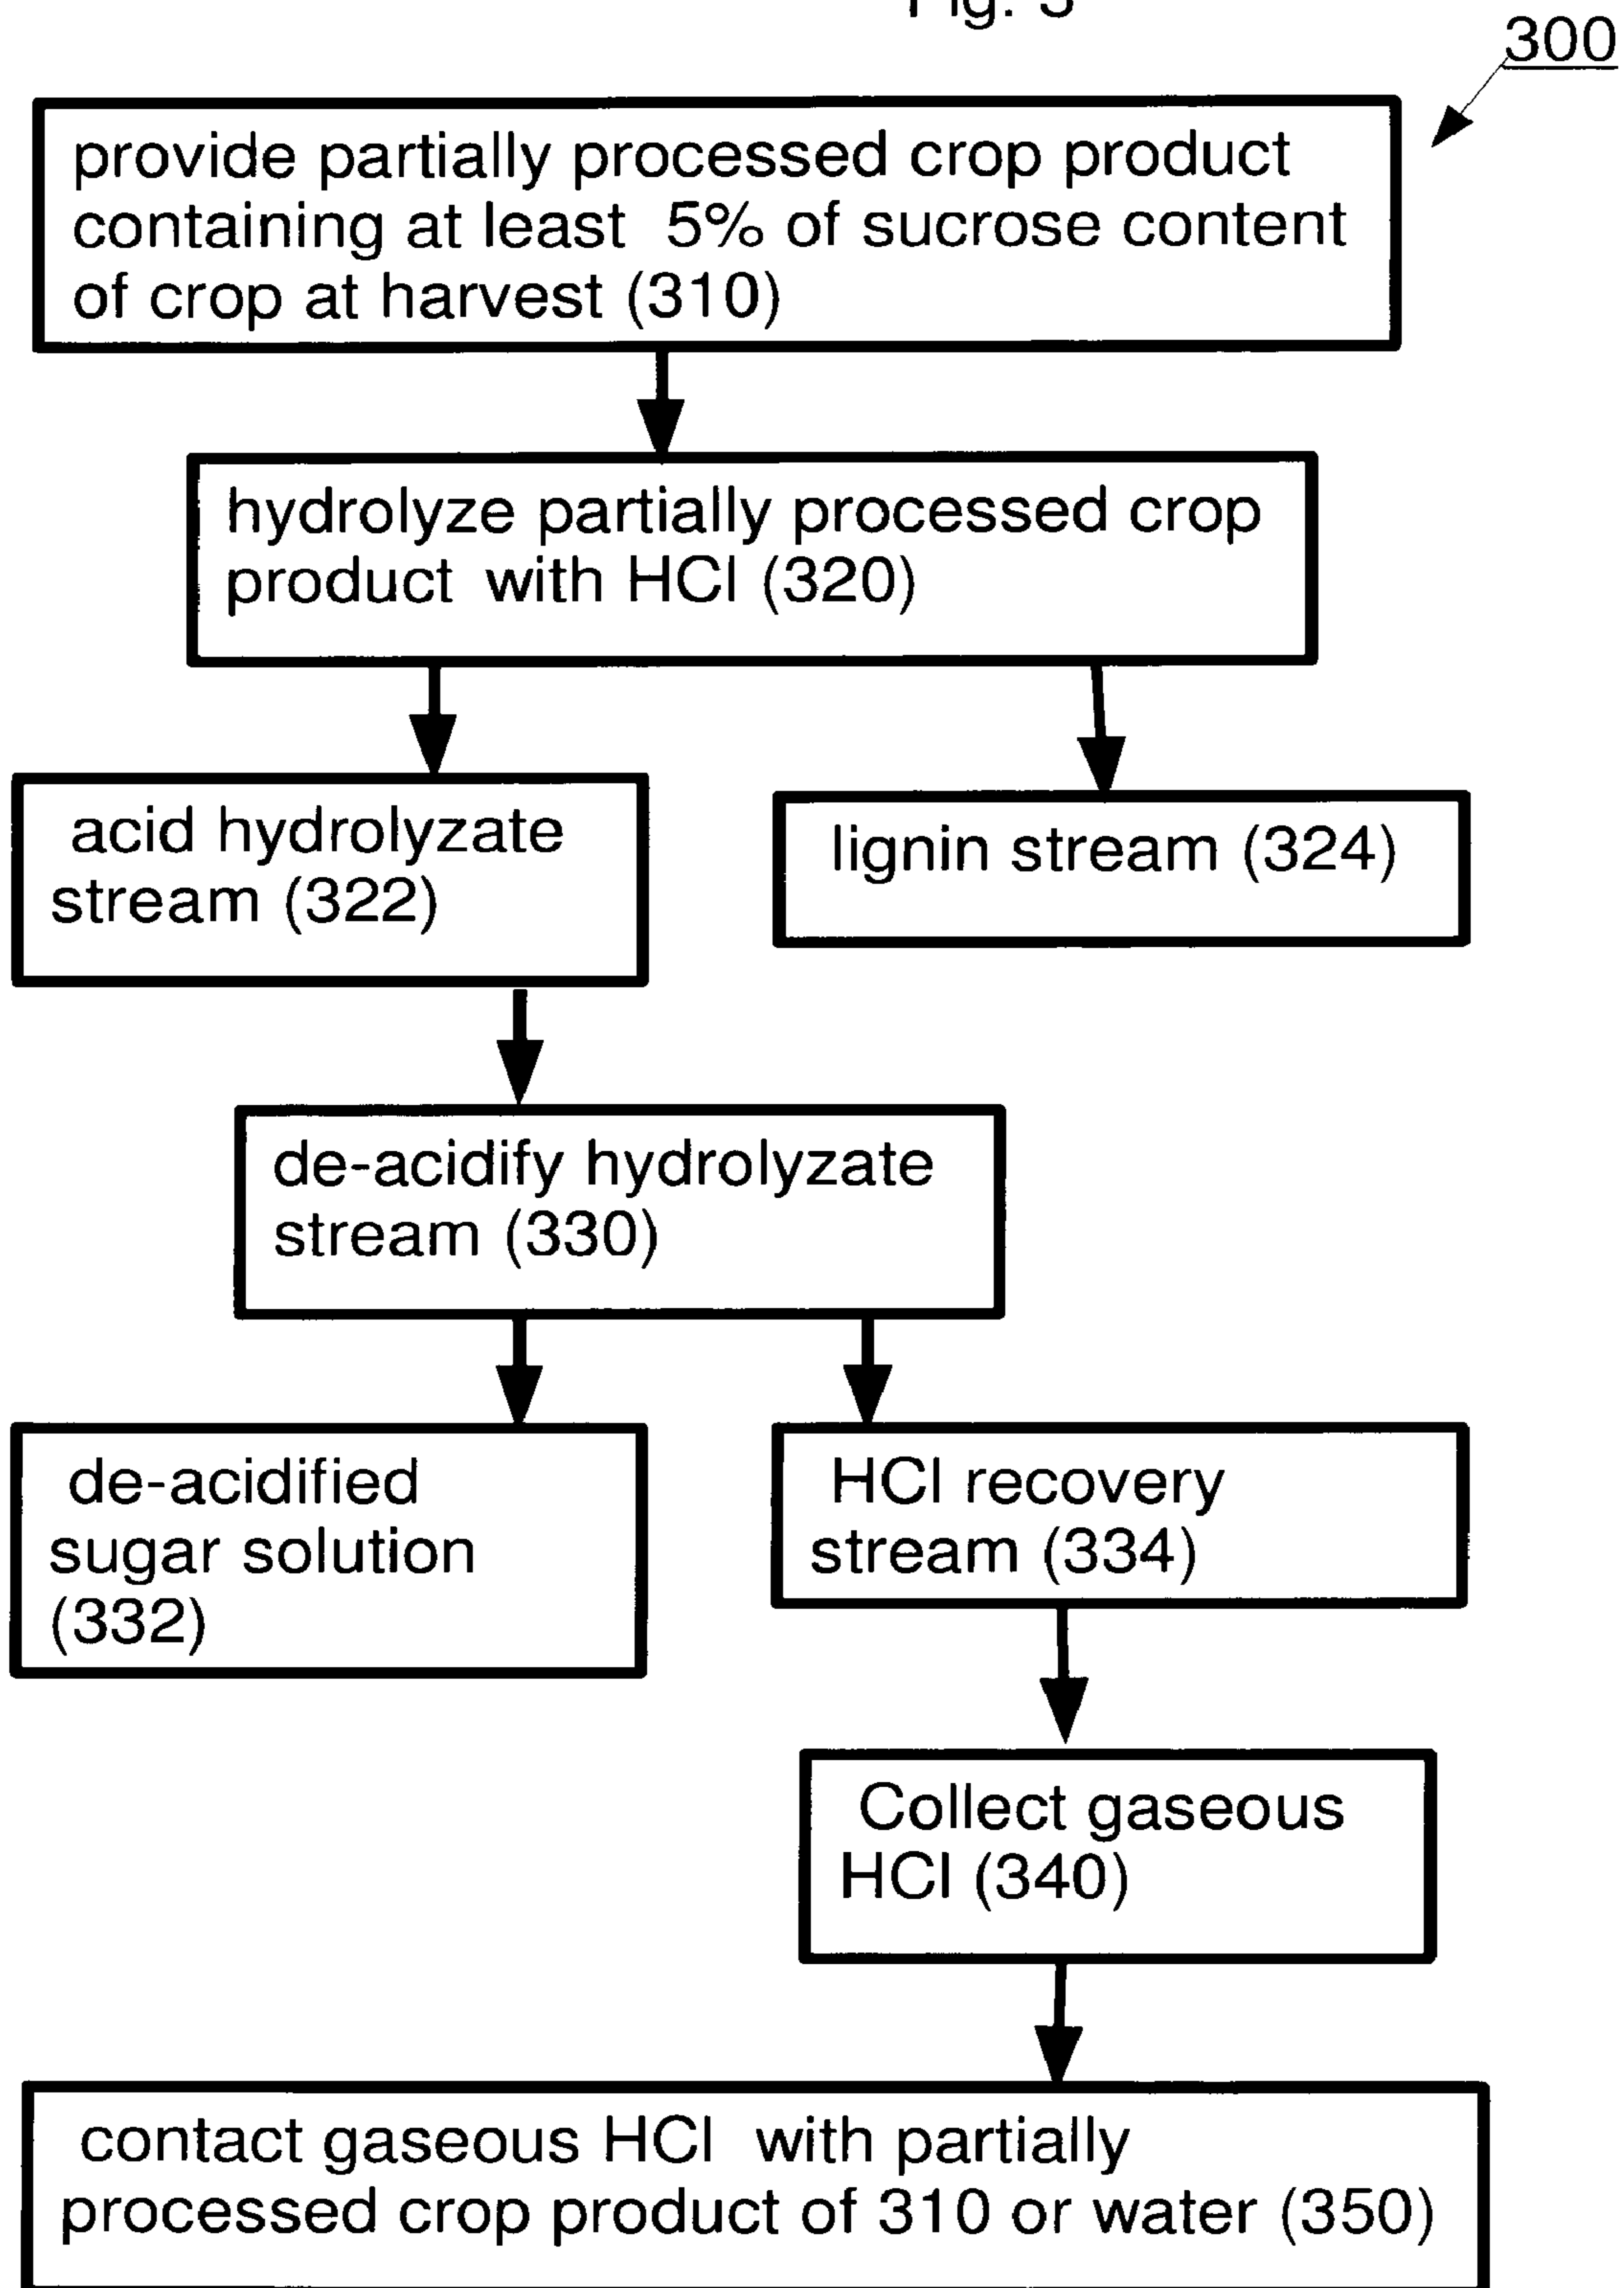 Fig. 3
300
provide partially processed crop product
containing at least 5% of sucrose content
of crop at harvest (310)
hydrolyze partially processed crop
product with HCl (320)
acid hydrolyzate
stream (322)
lignin stream (324)
de-acidify hydrolyzate
stream (330)
de-acidified
sugar solution
(332)
HCl recovery
stream (334)
Collect gaseous
HCl (340)
contact gaseous HCl with partially
processed crop product of 310 or water (350)